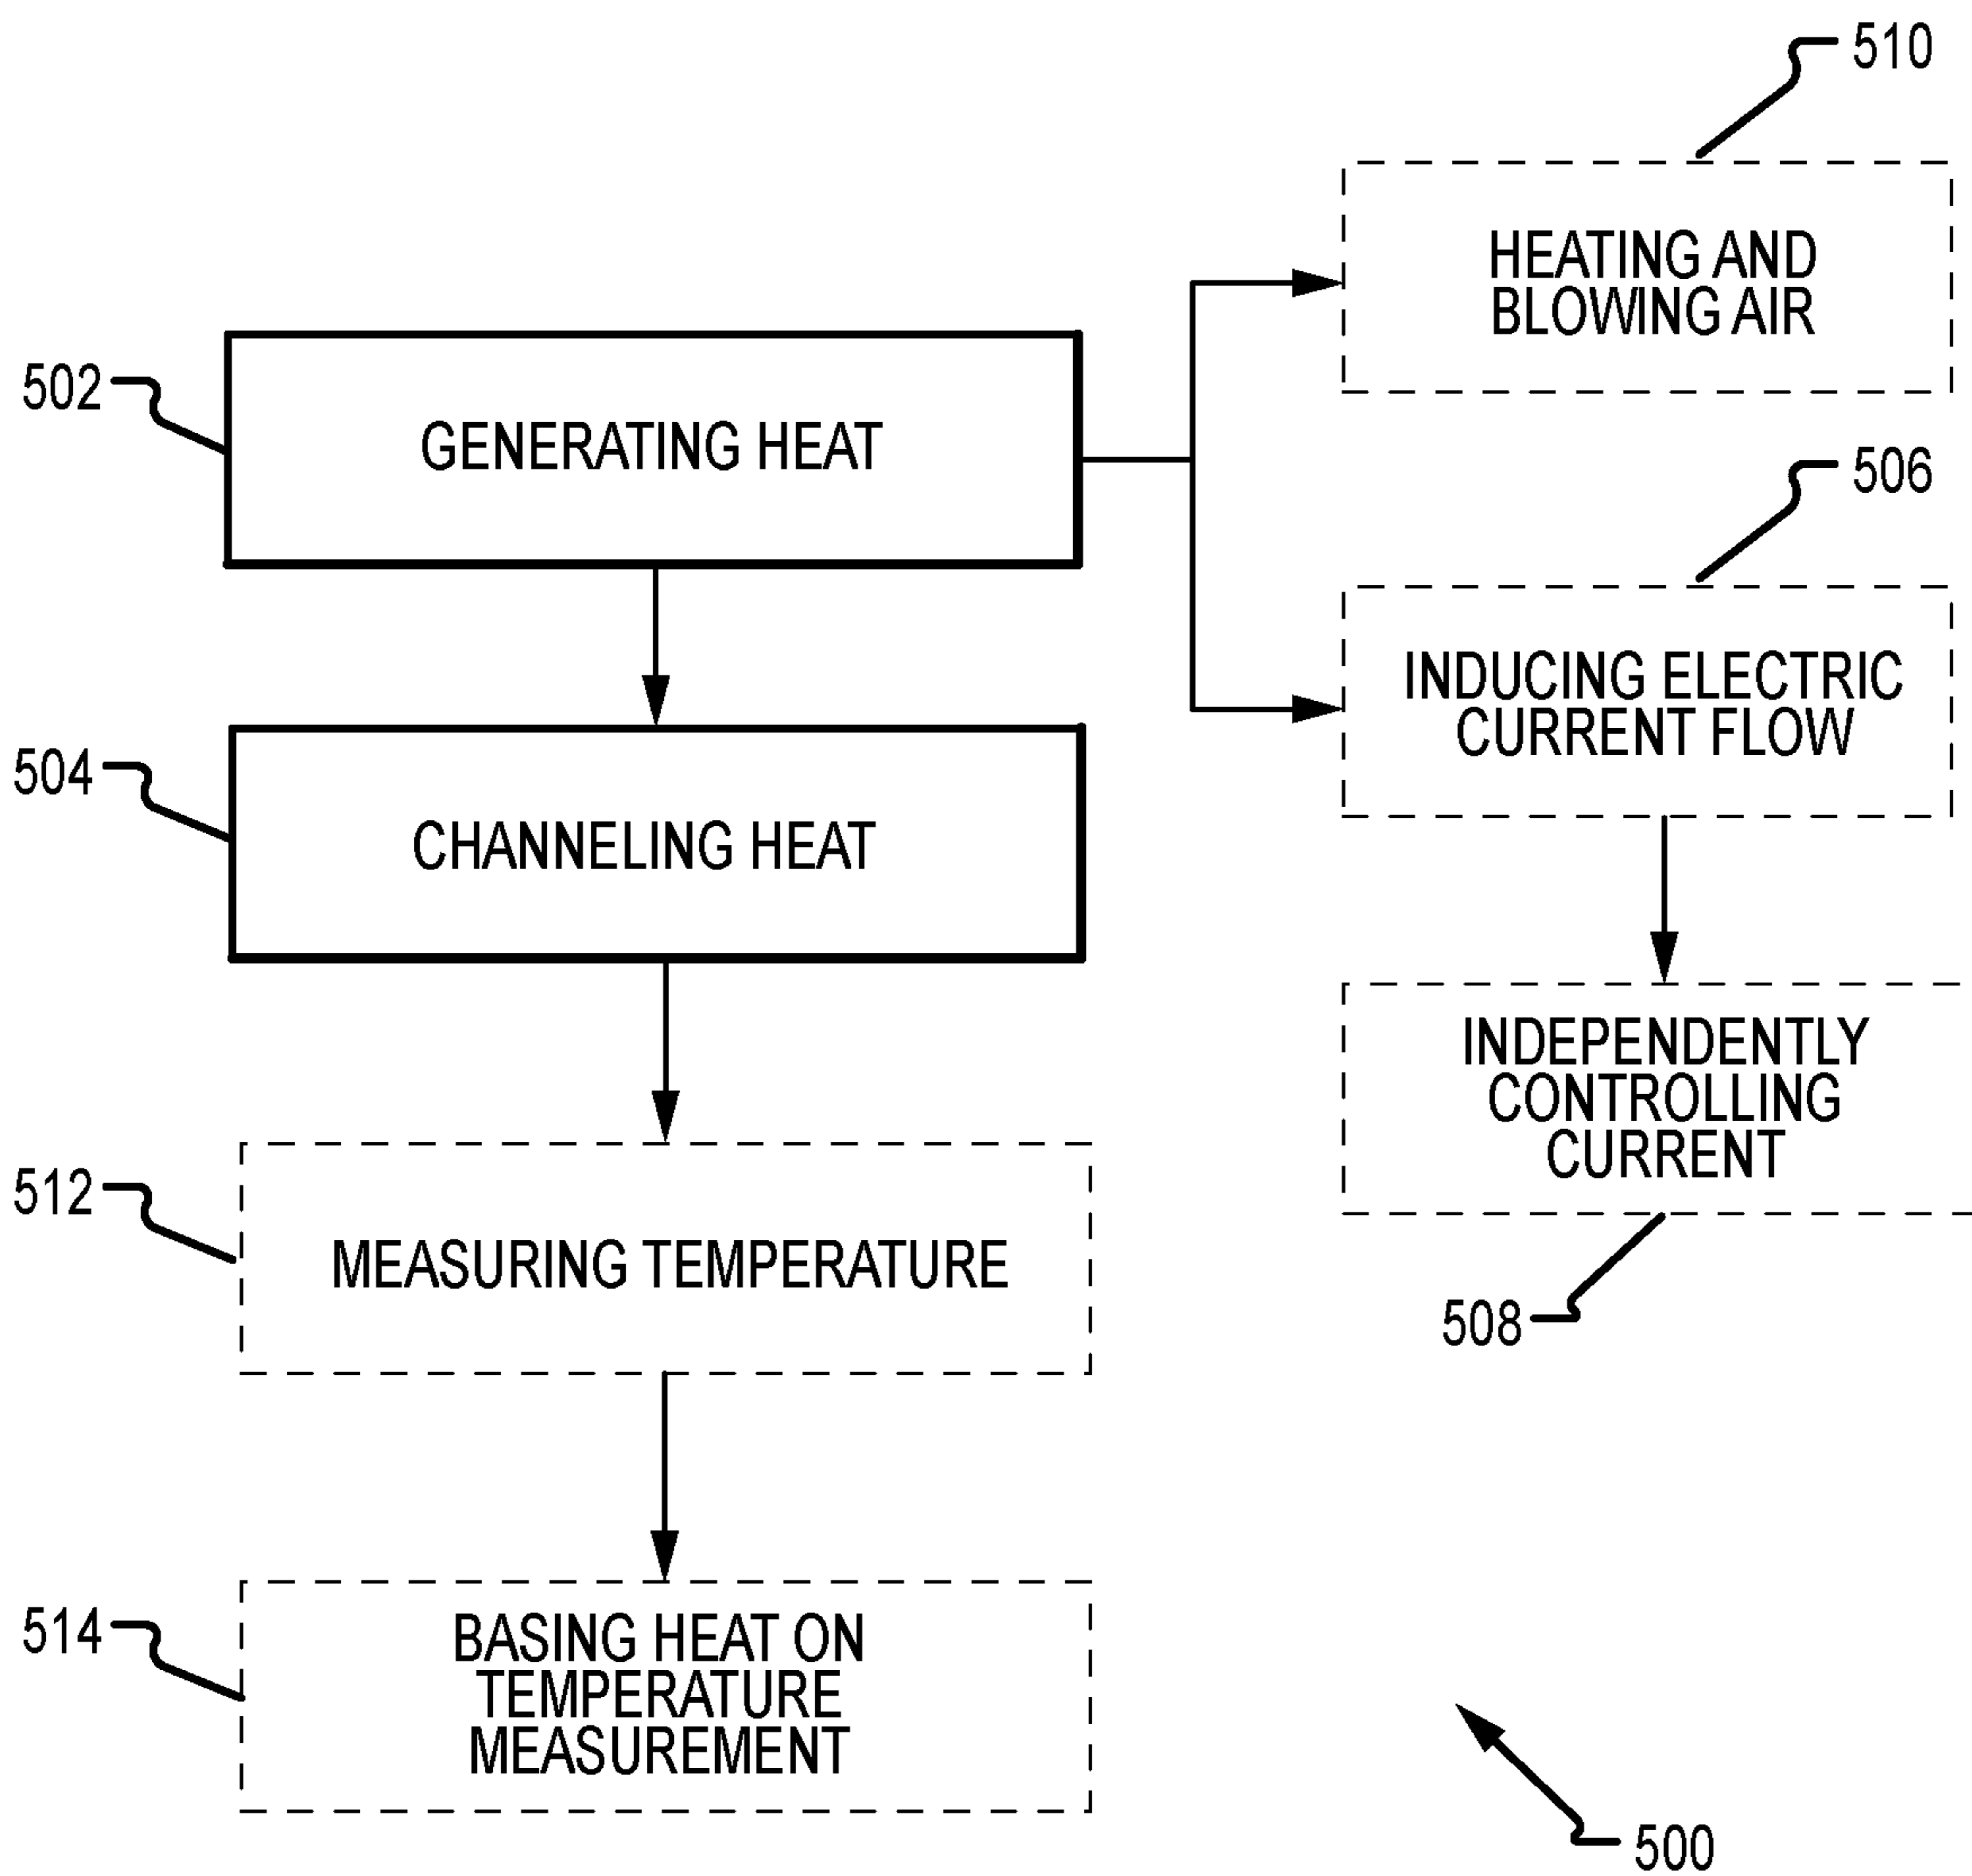 510
HEATING AND
BLOWING AIR
502
GENERATING HEAT
506
INDUCING ELECTRIC
CURRENT FLOW
504
CHANNELING HEAT
INDEPENDENTLY
CONTROLLING
CURRENT
508
512
MEASURING TEMPERATURE
514
BASING HEAT ON
TEMPERATURE
MEASUREMENT
500